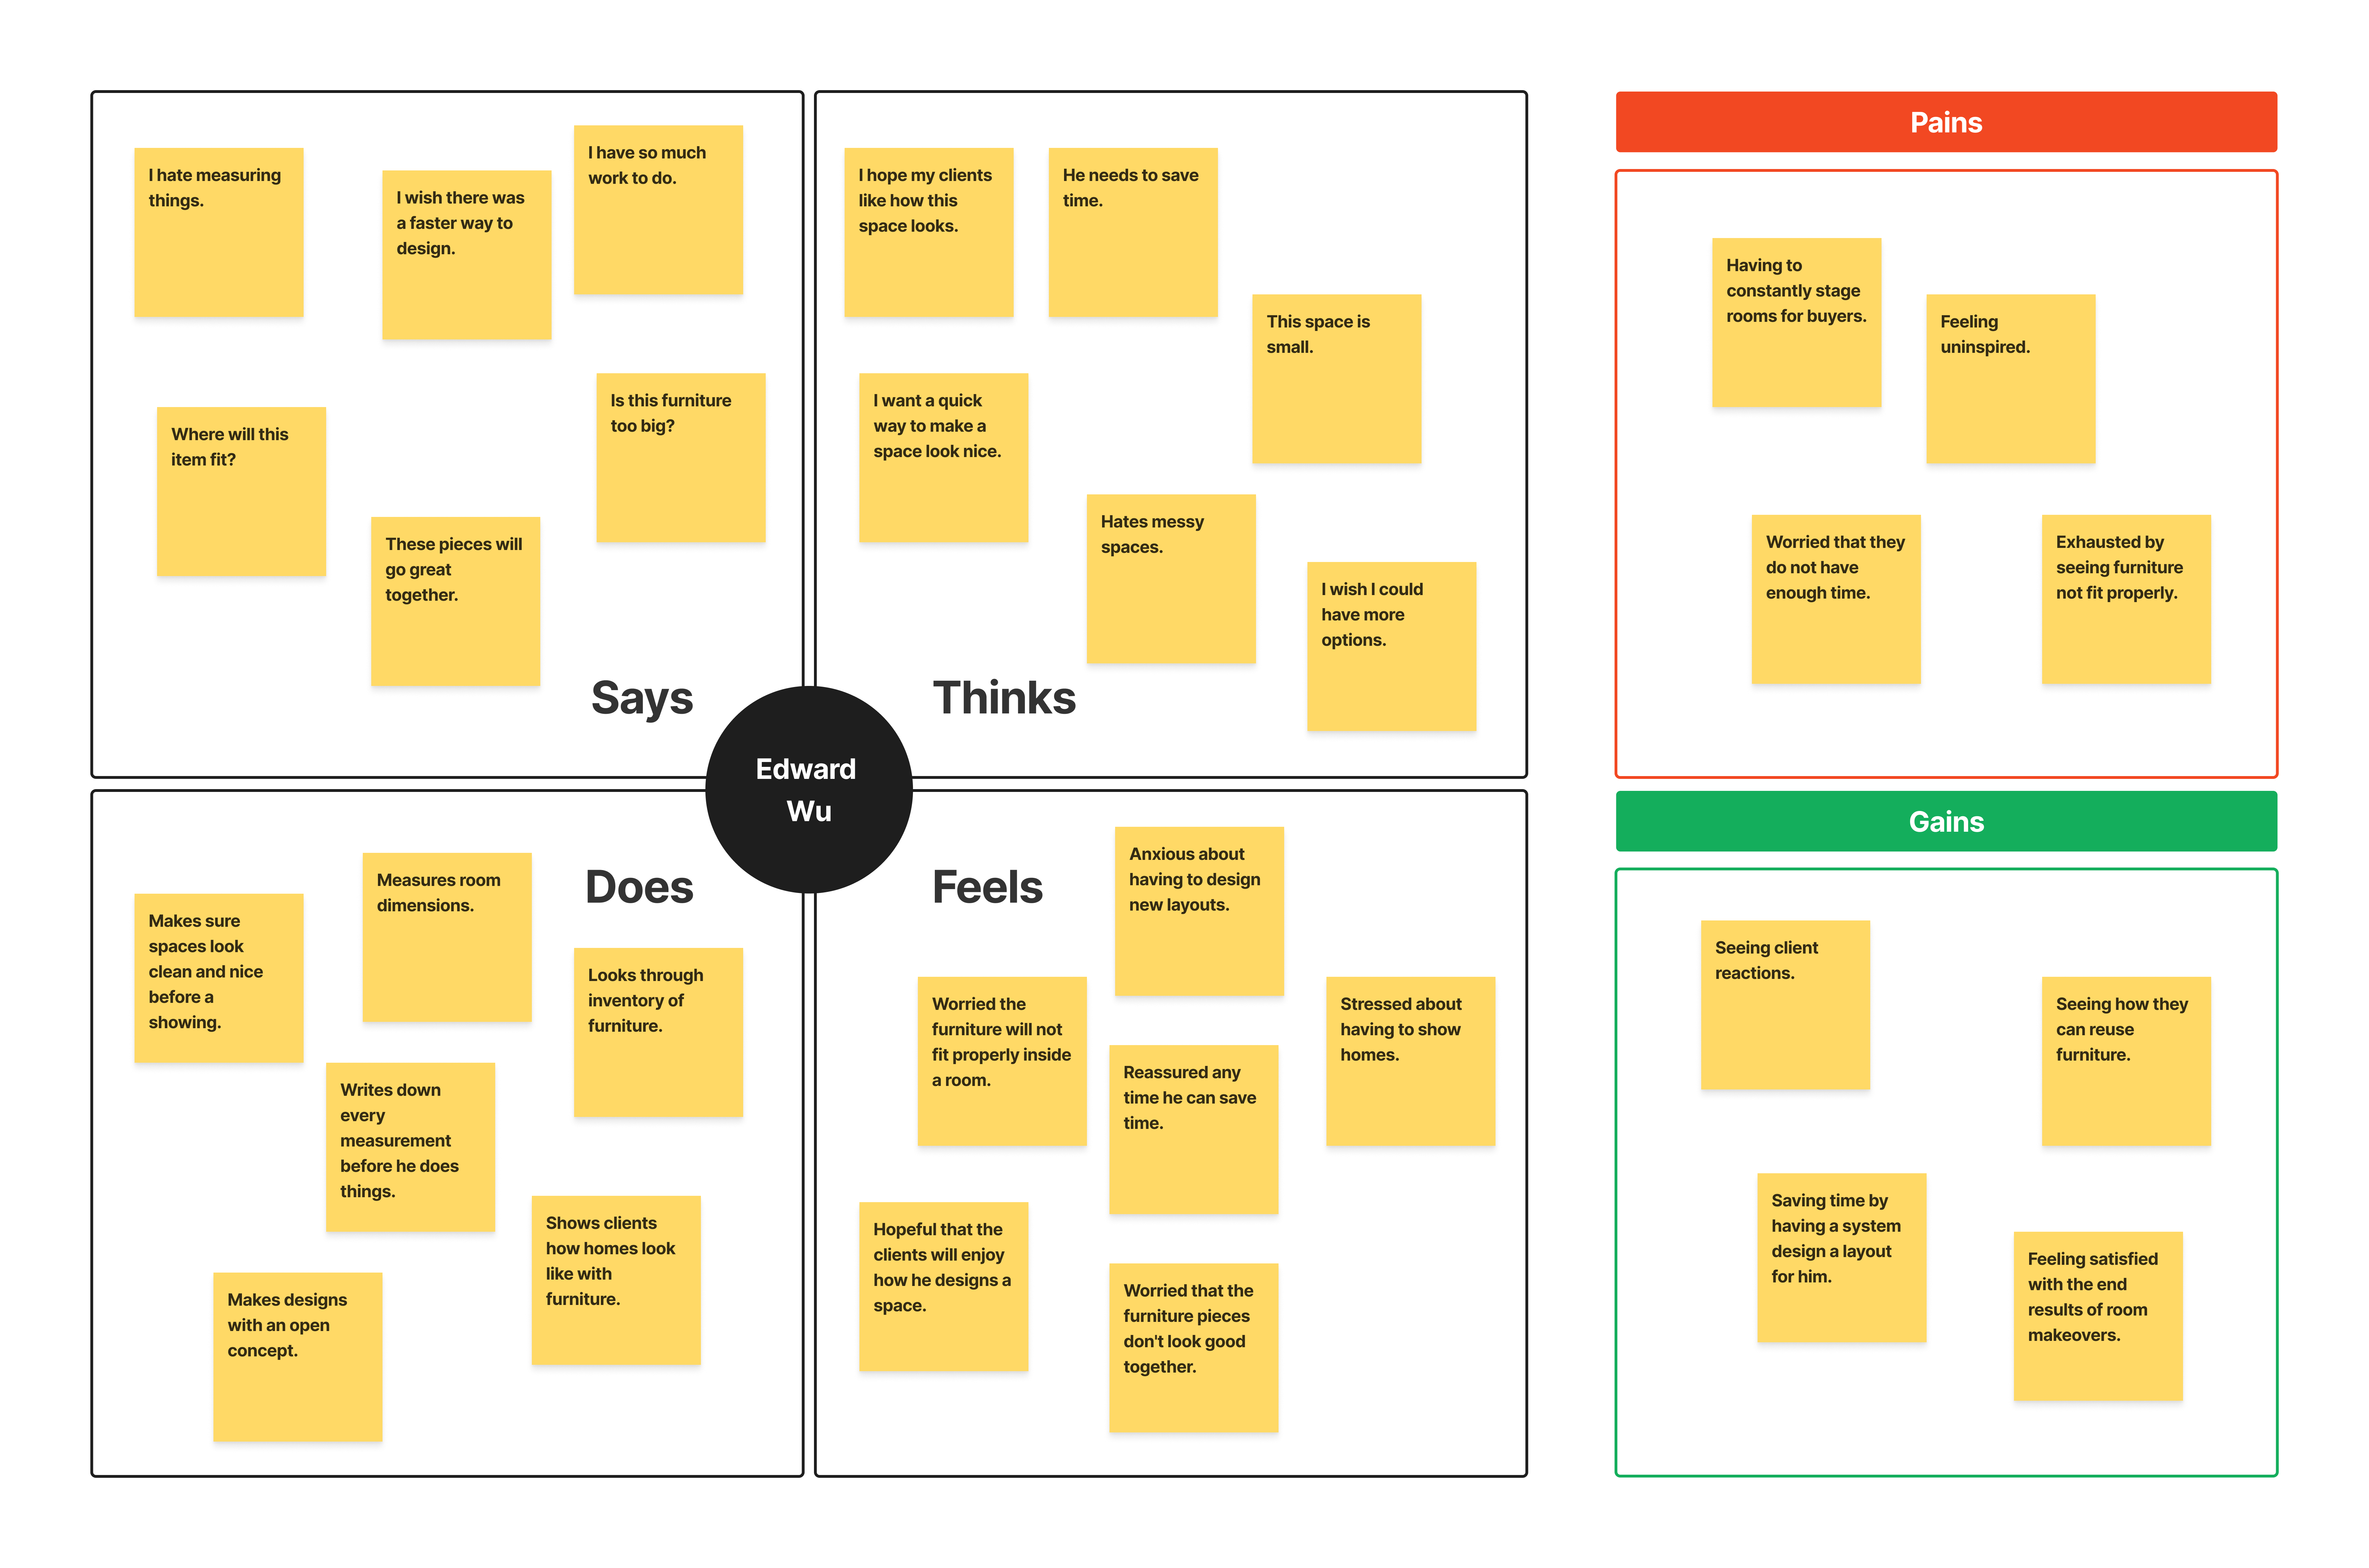 I hate measuring
things.
I wish there was
a faster way to
design.
I have so much
work to do.
Where will this
item fit?
These pieces will
go great
together.
Is this furniture
too big?
Says
I hope my clients
like how this
space looks.
He needs to save
time.
This space is
small.
I want a quick
way to make a
space look nice.
Hates messy
spaces.
I wish I could
have more
options.
Thinks
Edward
Wu
Does
Makes sure
spaces look
clean and nice
before a
showing.
Measures room
dimensions.
Looks through
inventory of
furniture.
Writes down
every
measurement
before he does
things.
Shows clients
how homes look
like with
furniture.
Makes designs
with an open
concept.
Feels
Anxious about
having to design
new layouts.
Worried the
furniture will not
fit properly inside
a room.
Stressed about
having to show
homes.
Reassured any
time he can save
time.
Hopeful that the
clients will enjoy
how he designs a
space.
Worried that the
furniture pieces
don't look good
together.
Pains
Having to
constantly stage
rooms for buyers.
Feeling
uninspired.
Worried that they
do not have
enough time.
Exhausted by
seeing furniture
not fit properly.
Gains
Seeing client
reactions.
Seeing how they
can reuse
furniture.
Saving time by
having a system
design a layout
for him.
Feeling satisfied
with the end
results of room
makeovers.